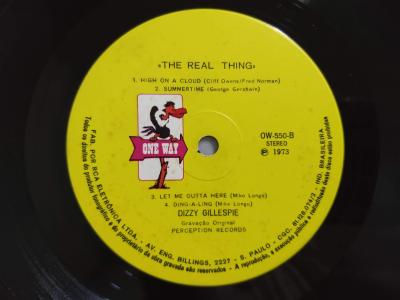 «THE REAL THING»
1. HIGH ON A CLOUD (Cliff Owens/Fred Norman)
2. SUMMERTIME (George Gershwin)
ONE WAY
OW-550-B
STEREO
℗ 1973
3. LET ME OUTTA HERE (Mike Longo)
4. DING-A-LING (Mike Longo)
DIZZY GILLESPIE
Gravação Original
PERCEPTION RECORDS
FAB. POR RCA ELETRÔNICA LTDA. - AV. ENG. BILLINGS, 2227 - S. PAULO - CGC. 61.186.074/2 - IND. BRASILEIRA
Todos os direitos do produtor fonográfico e do proprietário da obra gravada são reservados - A reprodução, a execução pública e radiodifusão deste disco estão proibidas